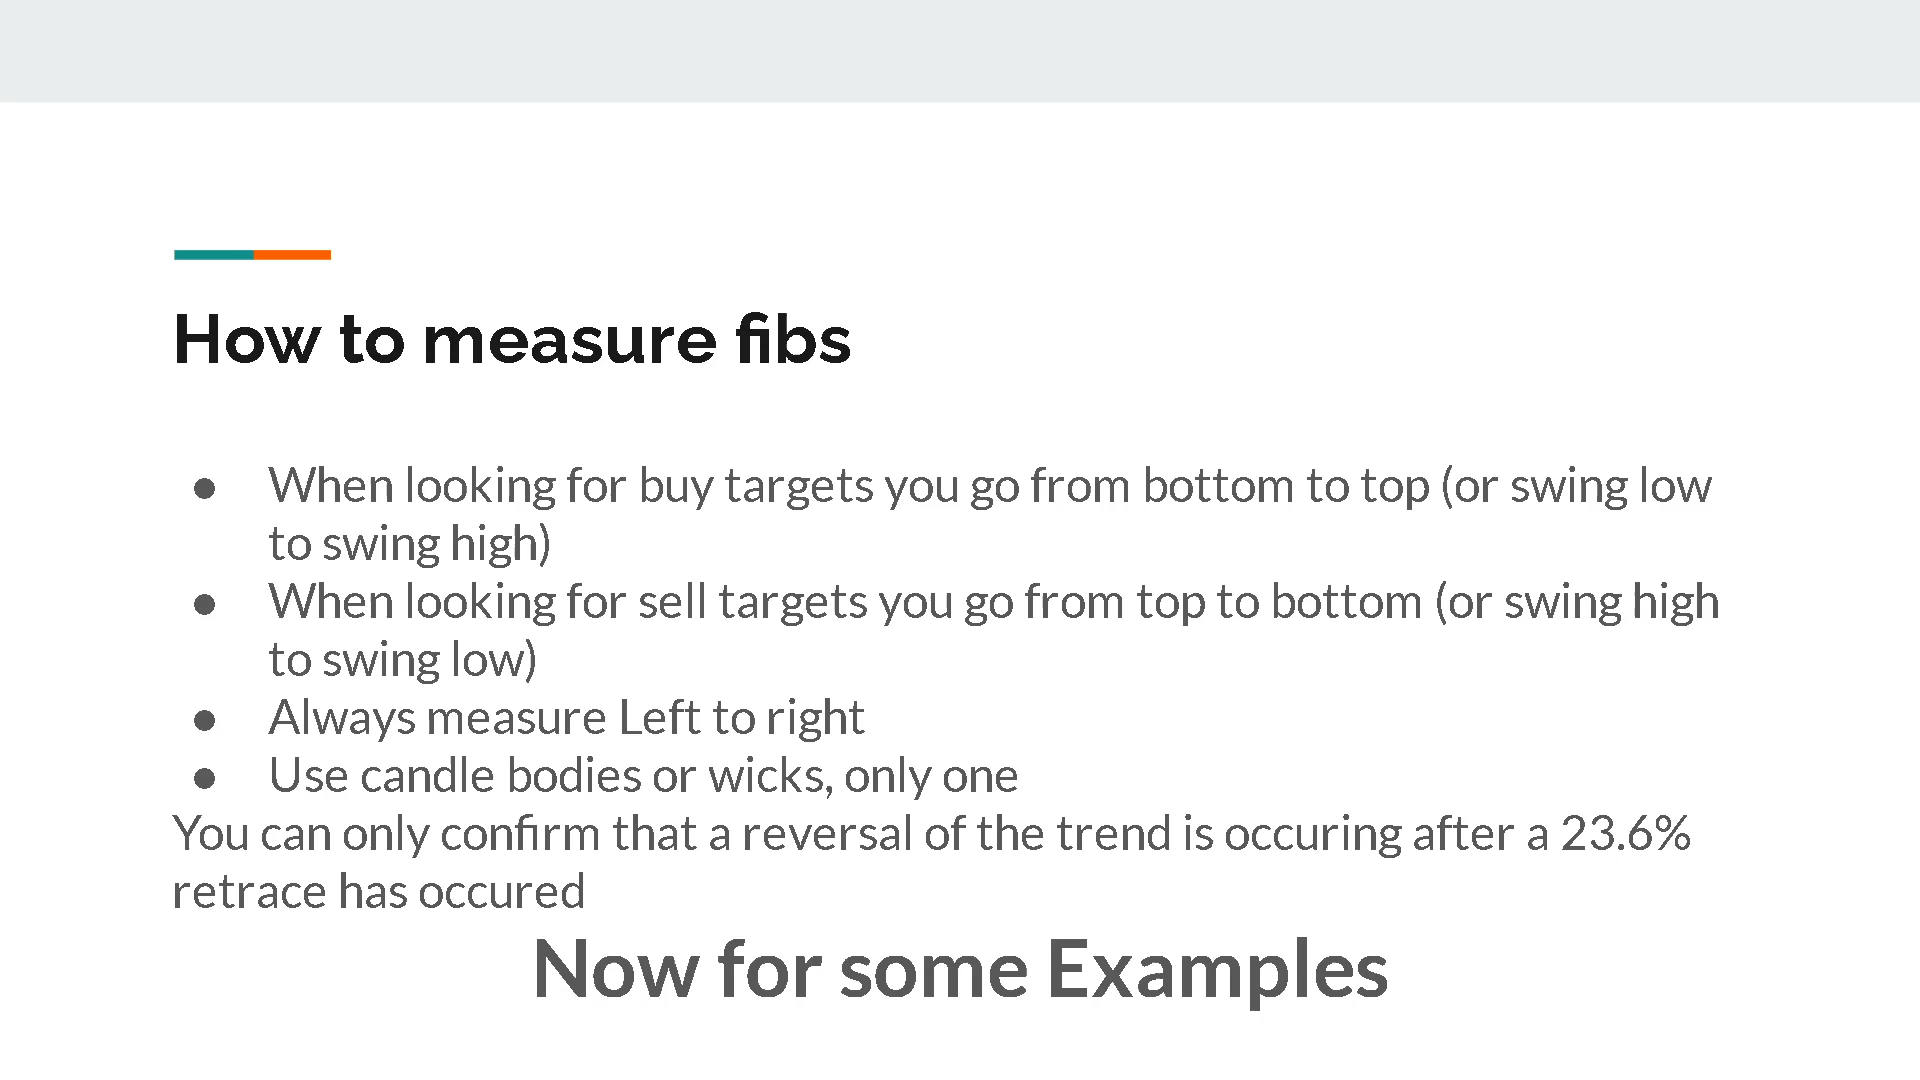 How to measure fibs
● When looking for buy targets you go from bottom to top (or swing low
to swing high)
● When looking for sell targets you go from top to bottom (or swing high
to swing low)
● Always measure Left to right
● Use candle bodies or wicks, only one
You can only confirm that a reversal of the trend is occuring after a 23.6%
retrace has occured
Now for some Examples